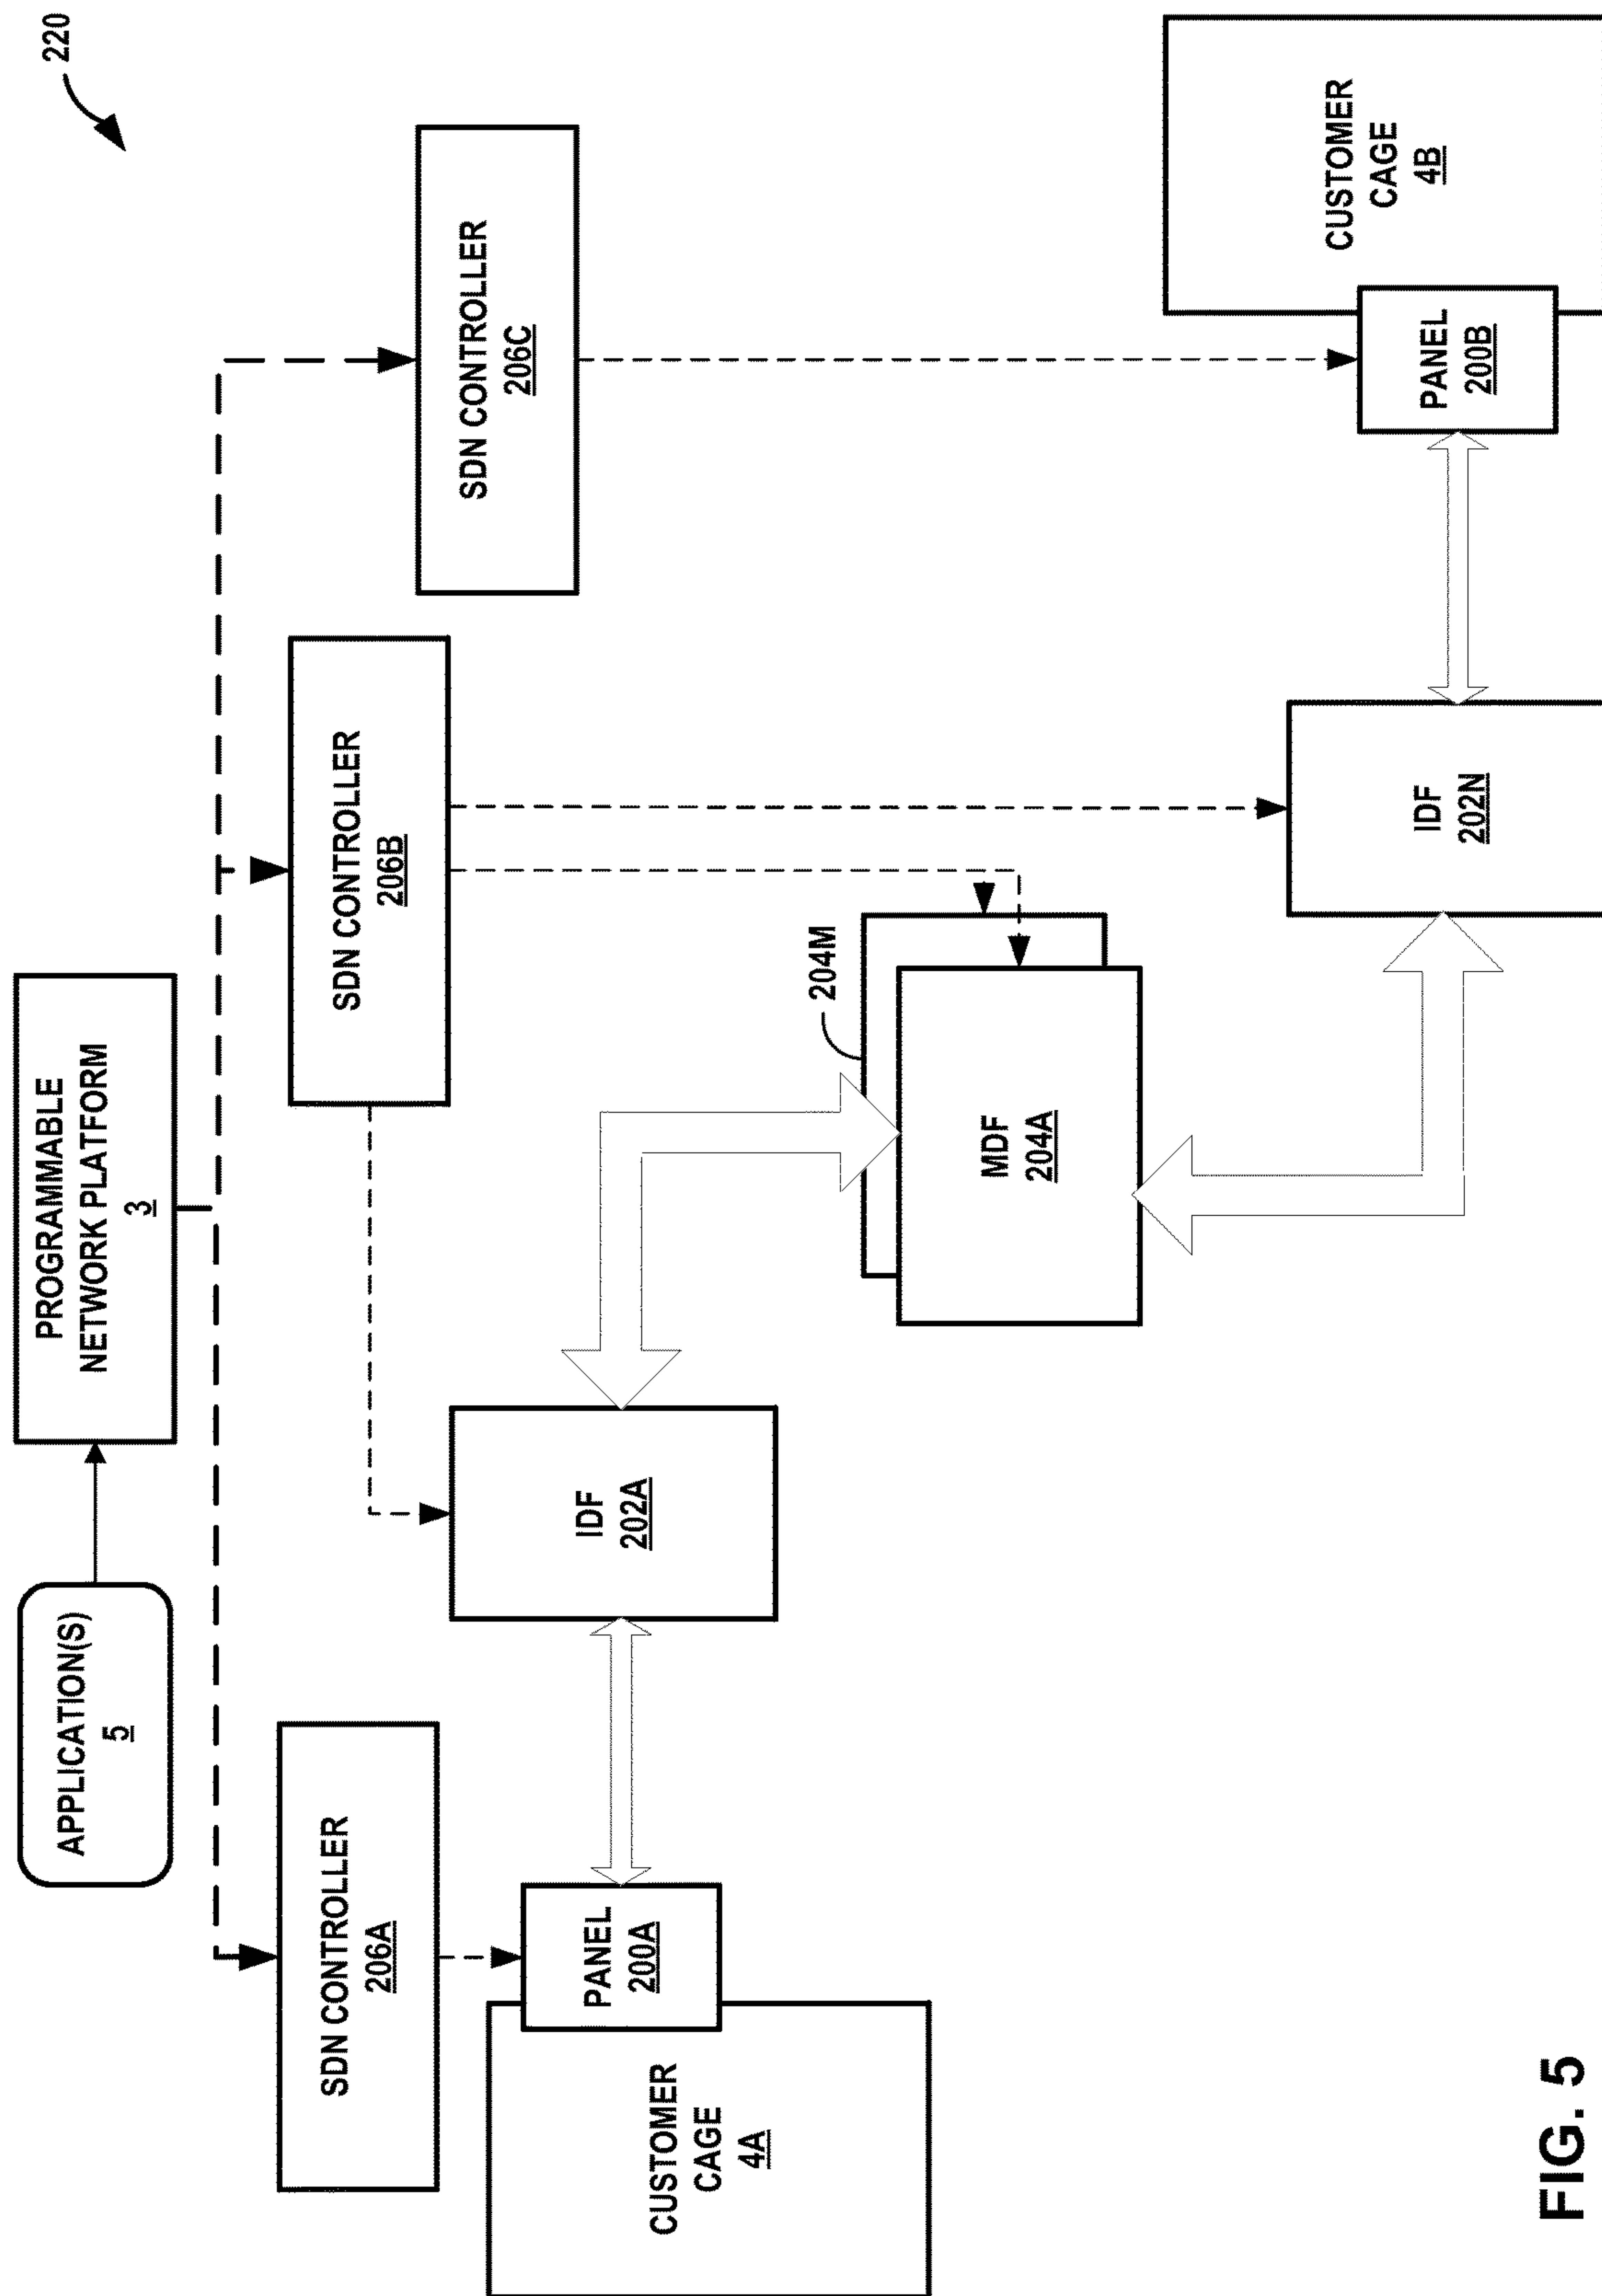 220
APPLICATION(S)
5
PROGRAMMABLE
NETWORK PLATFORM
3
SDN CONTROLLER
206A
SDN CONTROLLER
206B
SDN CONTROLLER
206C
CUSTOMER
CAGE
4A
PANEL
200A
IDF
202A
204M
MDF
204A
IDF
202N
PANEL
200B
CUSTOMER
CAGE
4B
FIG. 5